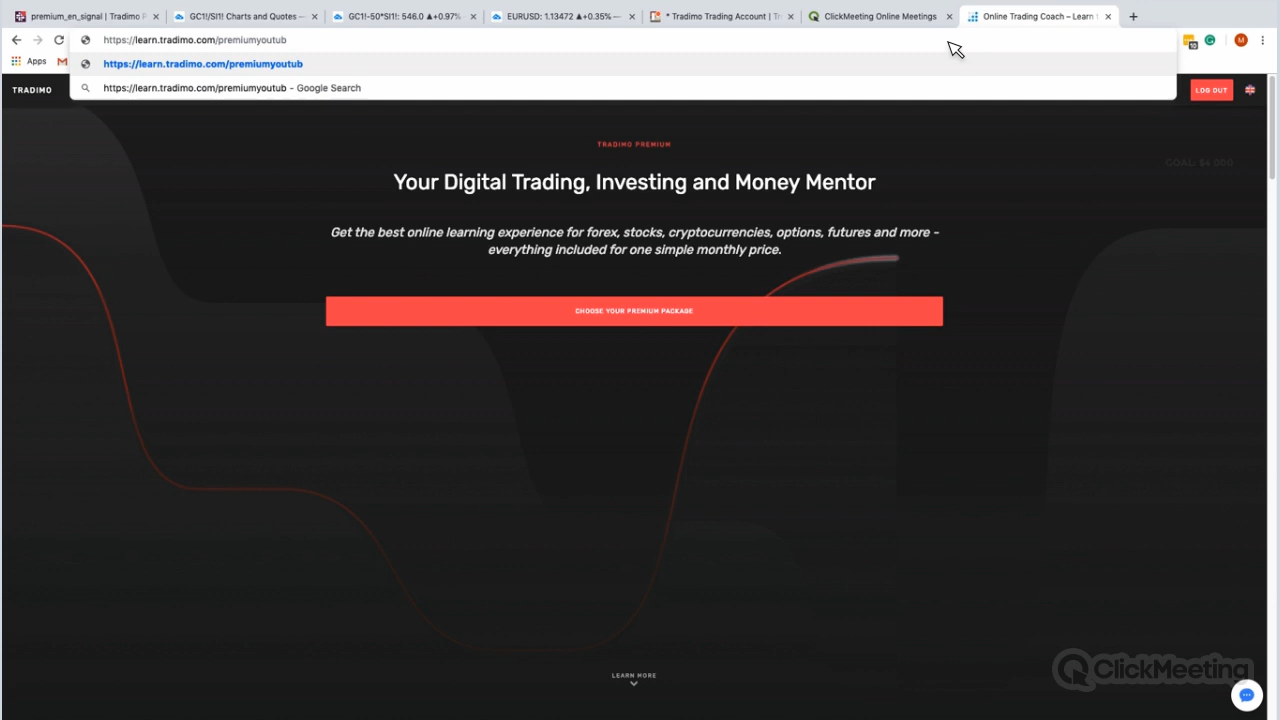 premium_en_signal | Tradimo P
GC1!/SI1! Charts and Quotes —
GC1!-50*SI1!: 546.0 ▲+0.97%
EURUSD: 1.13472 ▲+0.35% —
* Tradimo Trading Account | Tr
ClickMeeting Online Meetings
Online Trading Coach – Learn t
https://learn.tradimo.com/premiumyoutub
10
M
Apps
https://learn.tradimo.com/premiumyoutub
https://learn.tradimo.com/premiumyoutub - Google Search
TRADIMO
LOG OUT
TRADIMO PREMIUM
GOAL: $4,000
Your Digital Trading, Investing and Money Mentor
Get the best online learning experience for forex, stocks, cryptocurrencies, options, futures and more -
everything included for one simple monthly price.
CHOOSE YOUR PREMIUM PACKAGE
LEARN MORE
ClickMeeting